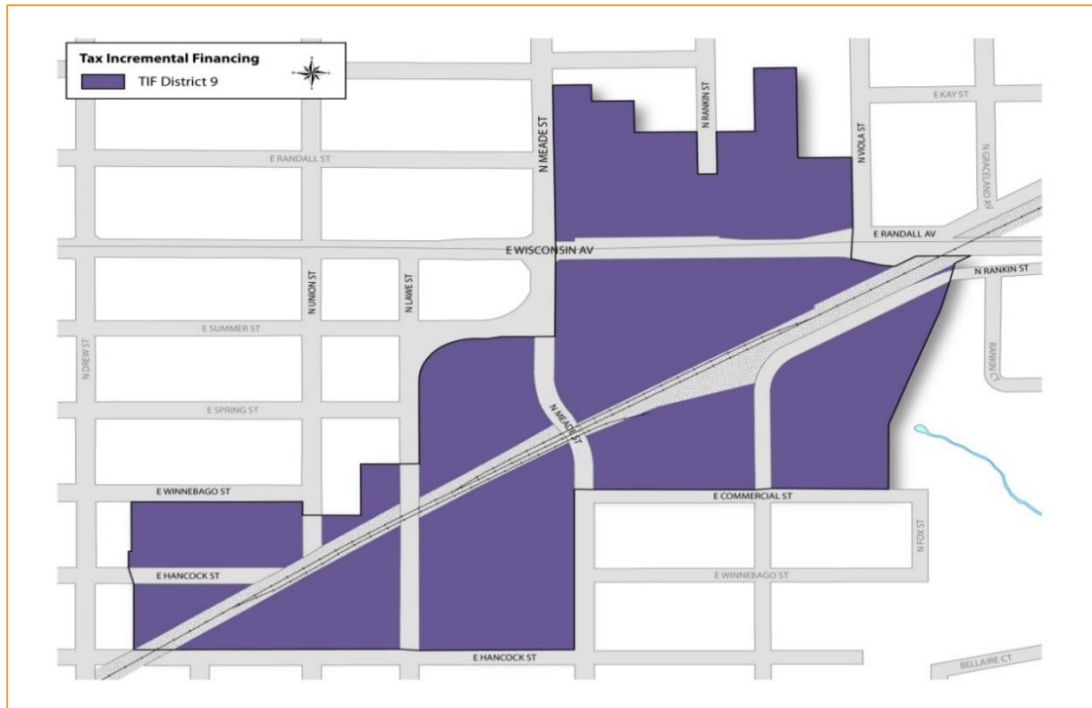 Tax Incremental Financing
TIF District 9
N MEADE ST
N RANKIN ST
N VIOLA ST
E KAY ST
N GRACELAND AV
E RANDALL ST
E RANDALL AV
E WISCONSIN AV
N RANKIN ST
N UNION ST
N LAWE ST
E SUMMER ST
N DREW ST
RANKIN CT
E SPRING ST
N MEADE ST
E WINNEBAGO ST
E COMMERCIAL ST
N FOX ST
E HANCOCK ST
E WINNEBAGO ST
E HANCOCK ST
BELLAIRE CT